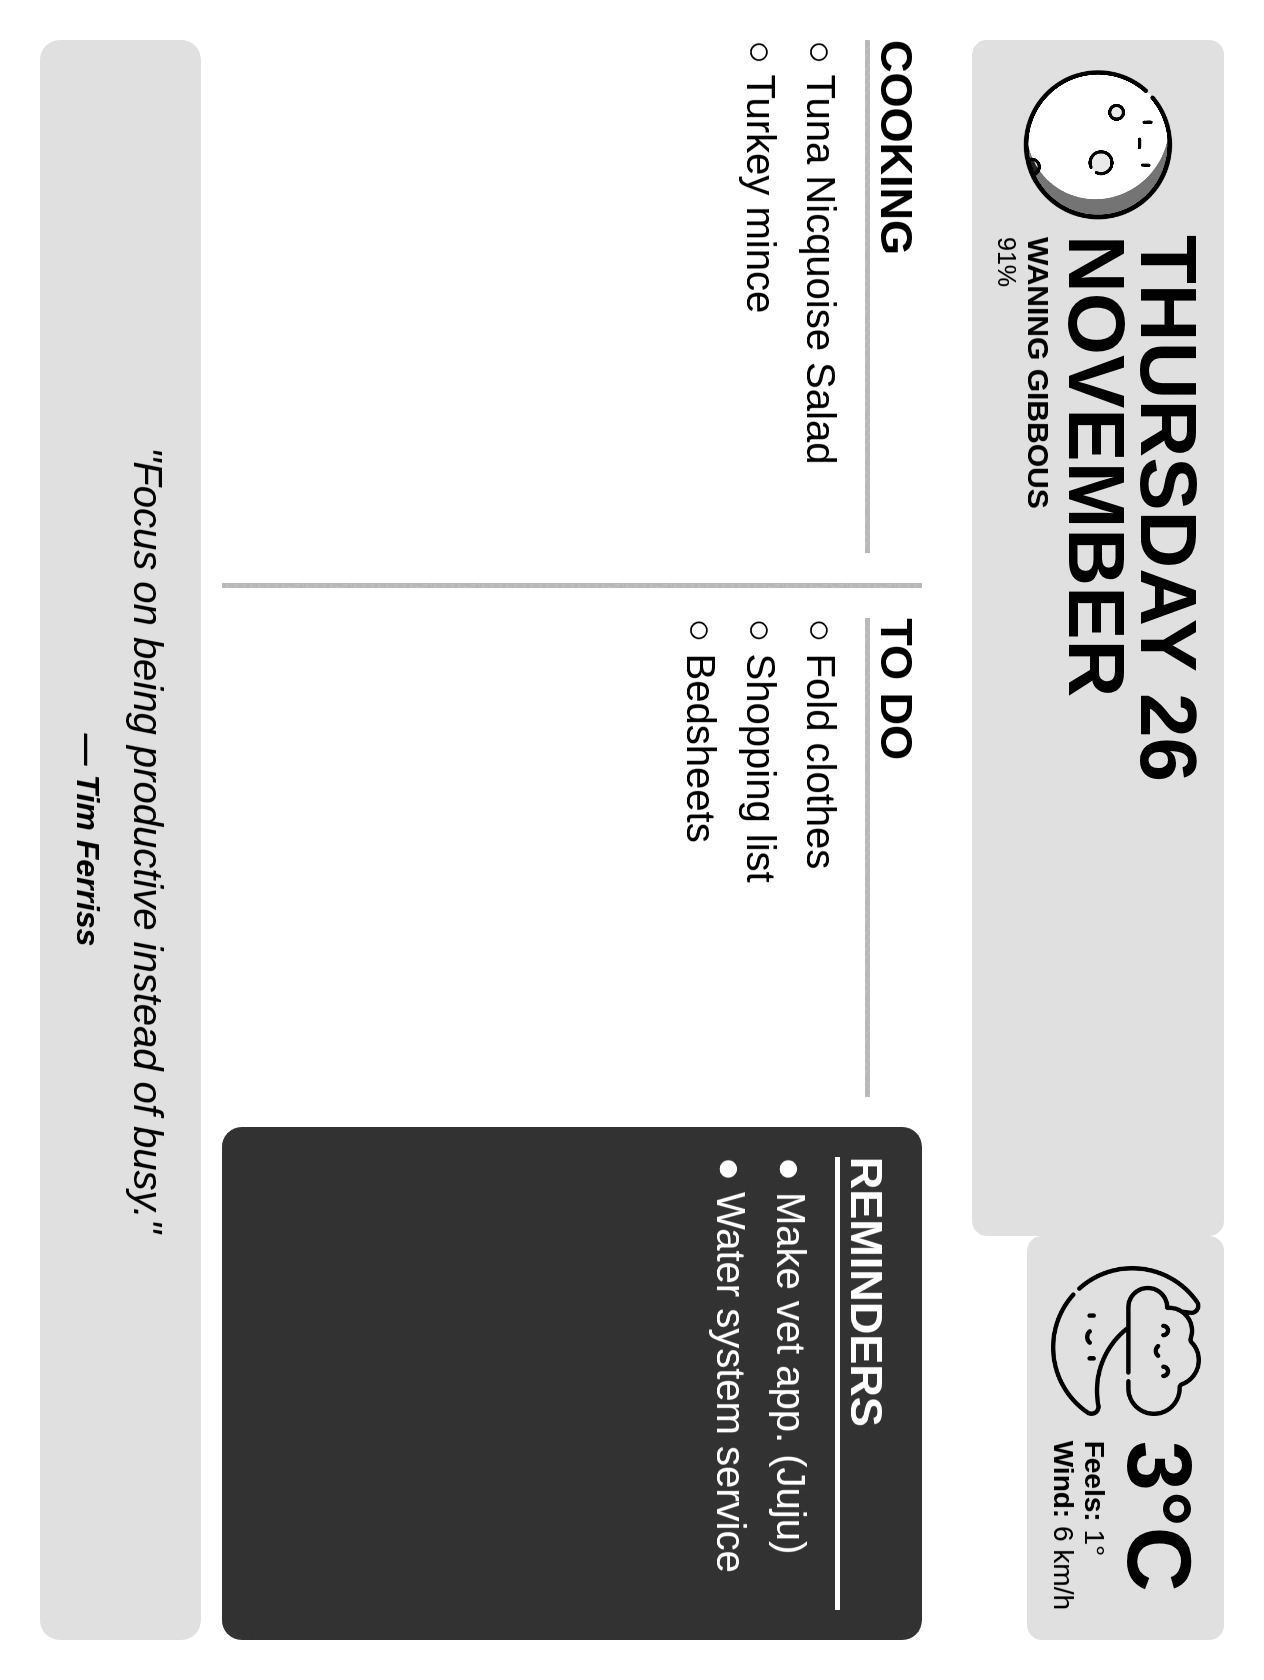 THURSDAY 26
NOVEMBER
WANING GIBBOUS
91%
3°C
Feels: 1°
Wind: 6 km/h
COOKING
○ Tuna Nicquoise Salad
○ Turkey mince
TO DO
○ Fold clothes
○ Shopping list
○ Bedsheets
REMINDERS
● Make vet app. (Juju)
● Water system service
"Focus on being productive instead of busy."
— Tim Ferriss